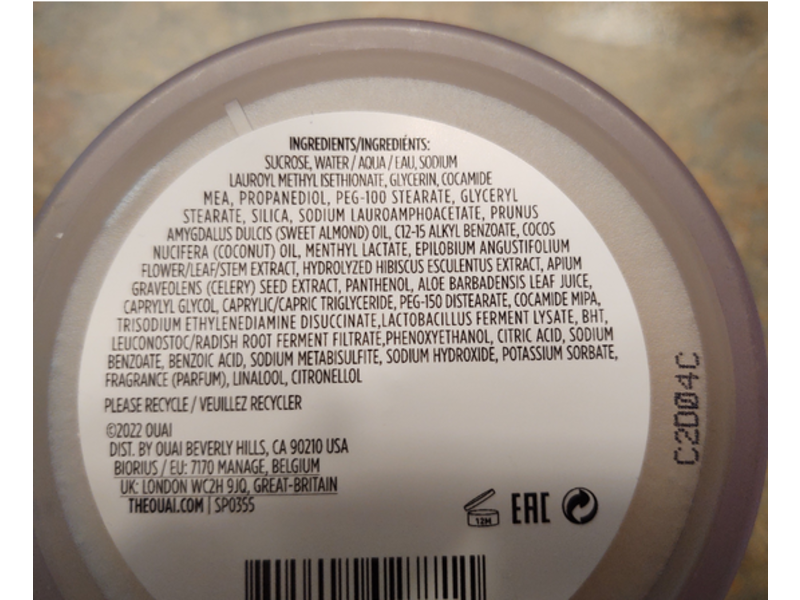 INGREDIENTS/INGREDIÉNTS:
SUCROSE, WATER / AQUA / EAU, SODIUM
LAUROYL METHYL ISETHIONATE, GLYCERIN, COCAMIDE
MEA, PROPANEDIOL, PEG-100 STEARATE, GLYCERYL
STEARATE, SILICA, SODIUM LAUROAMPHOACETATE, PRUNUS
AMYGDALUS DULCIS (SWEET ALMOND) OIL, C12-15 ALKYL BENZOATE, COCOS
NUCIFERA (COCONUT) OIL, MENTHYL LACTATE, EPILOBIUM ANGUSTIFOLIUM
FLOWER/LEAF/STEM EXTRACT, HYDROLYZED HIBISCUS ESCULENTUS EXTRACT, APIUM
GRAVEOLENS (CELERY) SEED EXTRACT, PANTHENOL, ALOE BARBADENSIS LEAF JUICE,
CAPRYLYL GLYCOL, CAPRYLIC/CAPRIC TRIGLYCERIDE, PEG-150 DISTEARATE, COCAMIDE MIPA,
TRISODIUM ETHYLENEDIAMINE DISUCCINATE,LACTOBACILLUS FERMENT LYSATE, BHT,
LEUCONOSTOC/RADISH ROOT FERMENT FILTRATE,PHENOXYETHANOL, CITRIC ACID, SODIUM
BENZOATE, BENZOIC ACID, SODIUM METABISULFITE, SODIUM HYDROXIDE, POTASSIUM SORBATE,
FRAGRANCE (PARFUM), LINALOOL, CITRONELLOL
PLEASE RECYCLE / VEUILLEZ RECYCLER
©2022 OUAI
DIST. BY OUAI BEVERLY HILLS, CA 90210 USA
BIORIUS / EU: 7170 MANAGE, BELGIUM
UK: LONDON WC2H 9JQ, GREAT-BRITAIN
THEOUAI.COM | SP0355
12M
EAC
C2D04C